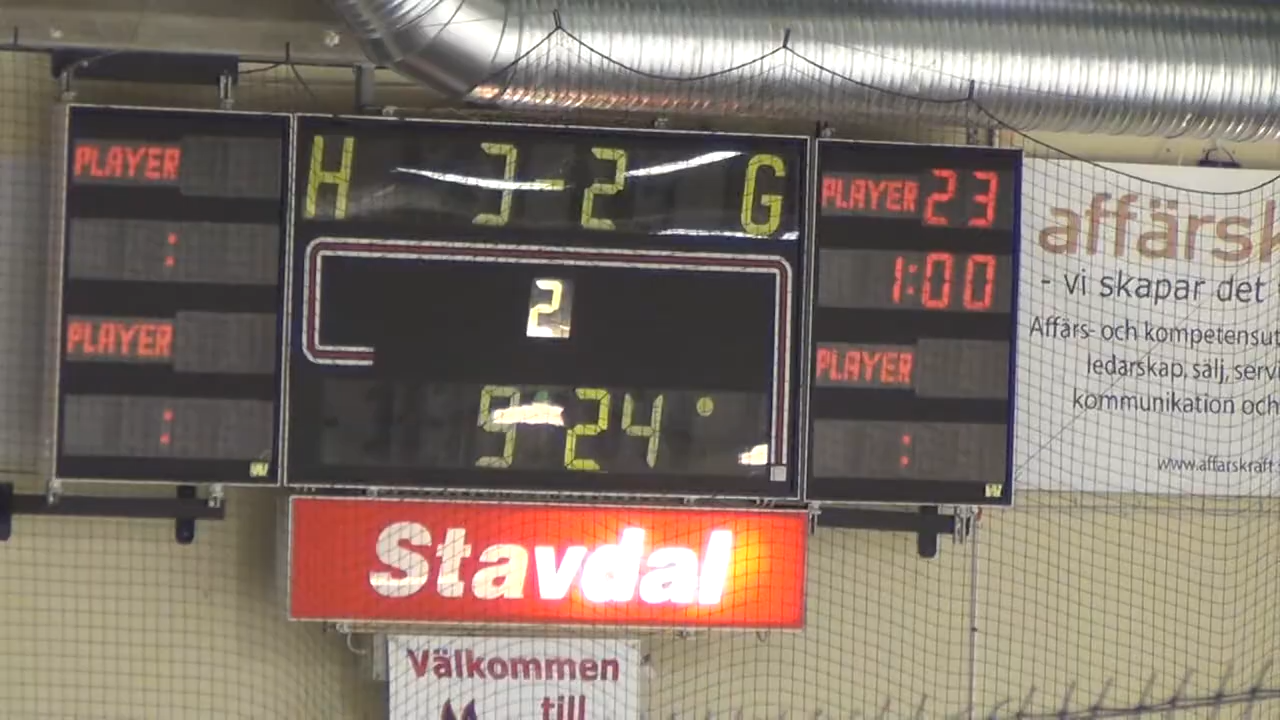 PLAYER
:
PLAYER
:
H 3-2 G
2
9:24
PLAYER 23
1:00
PLAYER
:
Stavdal
Välkommen
till
affärsk
- vi skapar det
Affärs- och kompetensut
ledarskap, sälj, servi
kommunikation och
www.affarskraft.